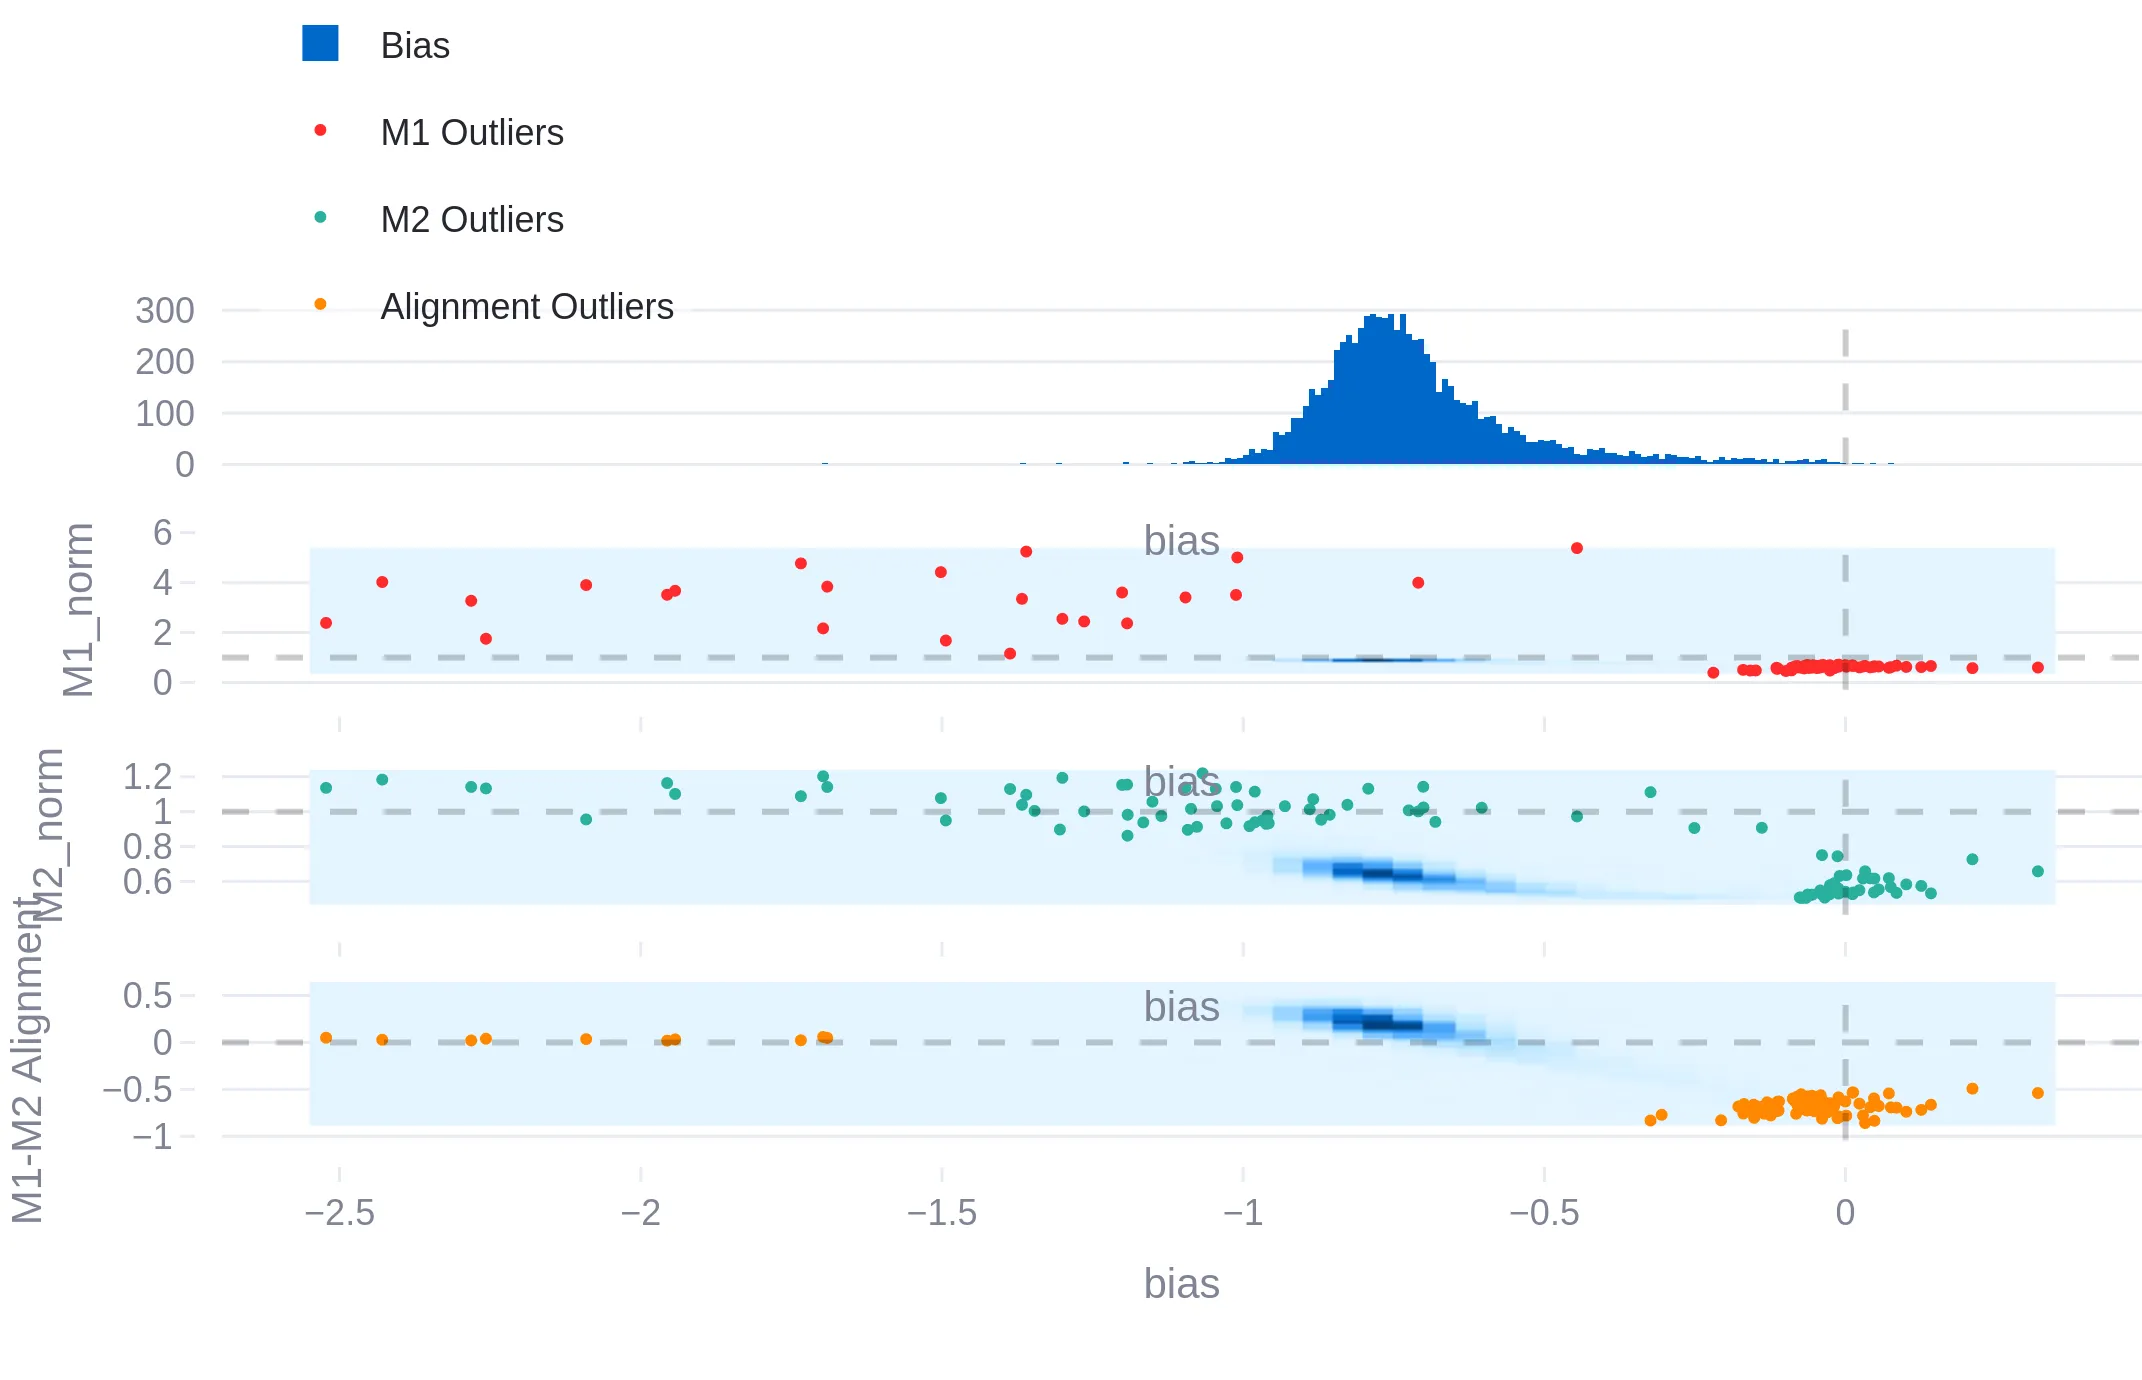 Bias
M1 Outliers
M2 Outliers
Alignment Outliers
300
200
100
0
bias
M1_norm
6
4
2
0
bias
M2_norm
1.2
1
0.8
0.6
bias
M1-M2 Alignment
0.5
0
−0.5
−1
−2.5 −2 −1.5 −1 −0.5 0
bias